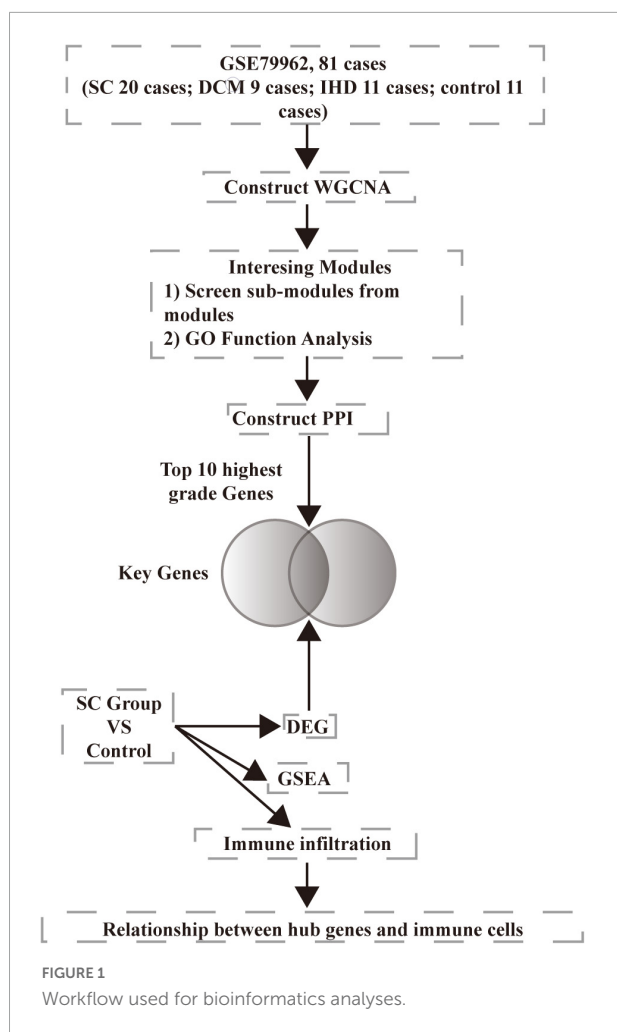 GSE79962, 81 cases
(SC 20 cases; DCM 9 cases; IHD 11 cases; control 11
cases)
Construct WGCNA
Interesing Modules
1) Screen sub-modules from
modules
2) GO Function Analysis
Construct PPI
Top 10 highest
grade Genes
Key Genes
SC Group
VS
Control
DEG
GSEA
Immune infiltration
Relationship between hub genes and immune cells
FIGURE 1
Workflow used for bioinformatics analyses.